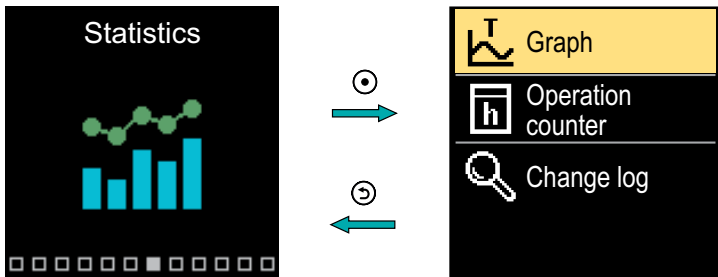 Statistics
T
Graph
h
Operation
counter
Change log